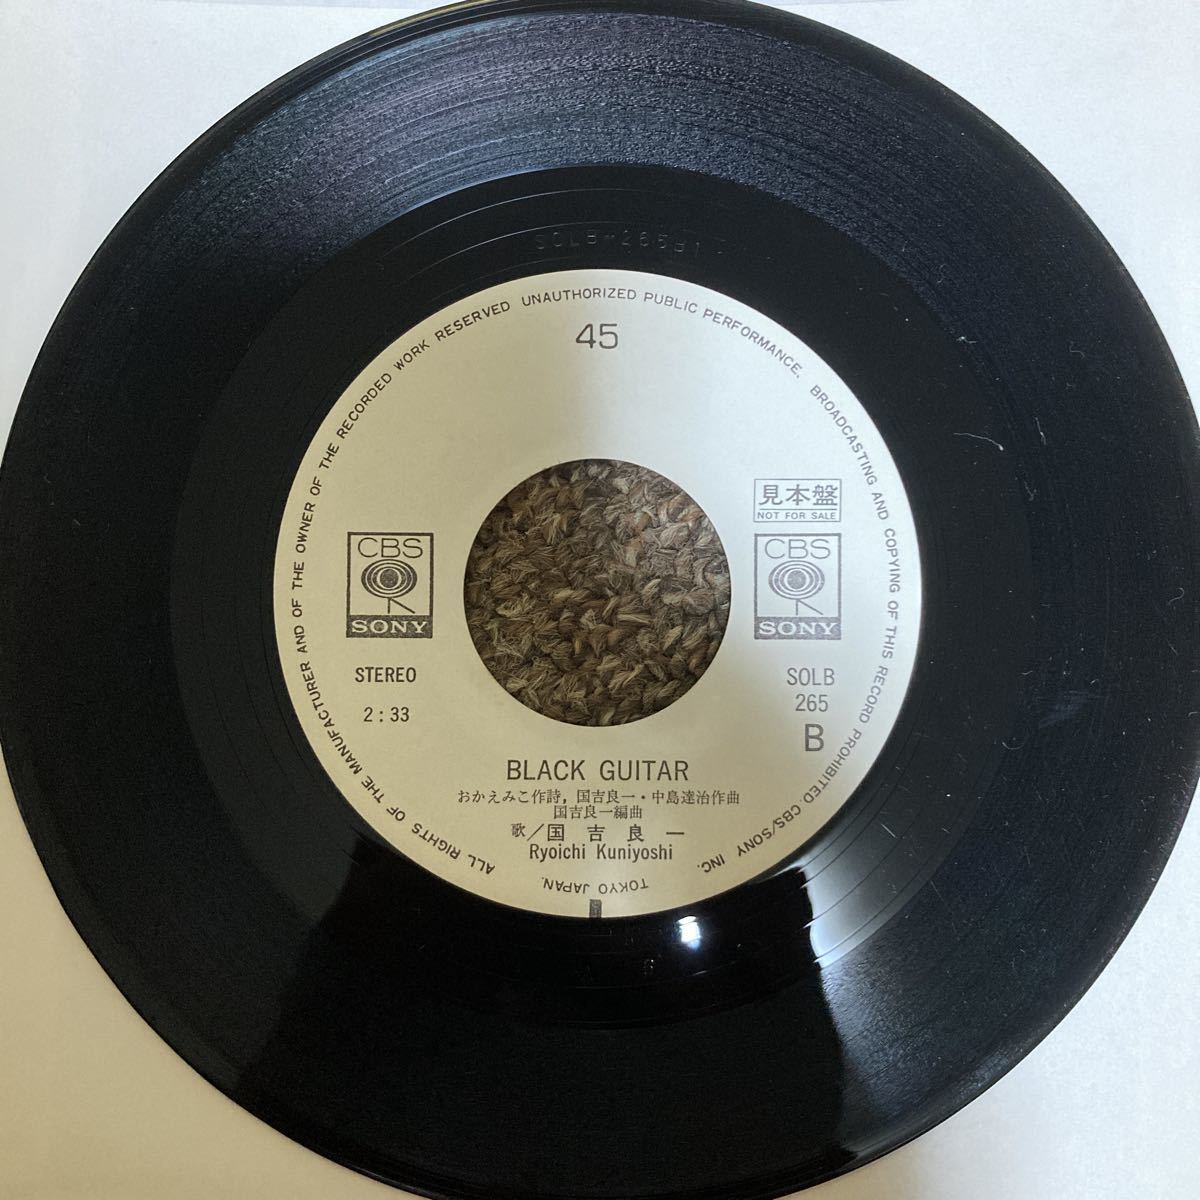 SOLB-265B1
ALL RIGHTS OF THE MANUFACTURER AND OF THE OWNER OF THE RECORDED WORK RESERVED UNAUTHORIZED PUBLIC PERFORMANCE. BROADCASTING AND COPYING OF THIS RECORD PROHIBITED. CBS/SONY INC. TOKYO JAPAN.
45
見本盤
NOT FOR SALE
CBS
SONY
CBS
SONY
STEREO
2:33
SOLB
265
B
BLACK GUITAR
おかえみこ作詩, 国吉良一・中島達治作曲
国吉良一編曲
歌/国吉良一
Ryoichi Kuniyoshi